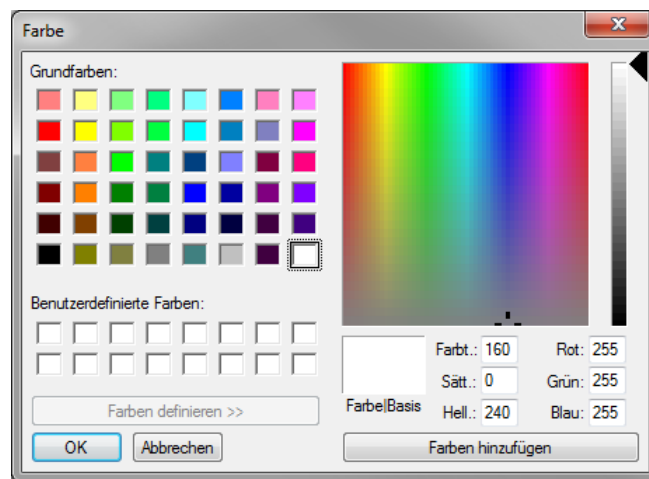 Farbe
Grundfarben:
Benutzerdefinierte Farben:
Farben definieren >>
OK Abbrechen
Farbe|Basis
Farbt.: 160 Rot: 255
Sätt.: 0 Grün: 255
Hell.: 240 Blau: 255
Farben hinzufügen